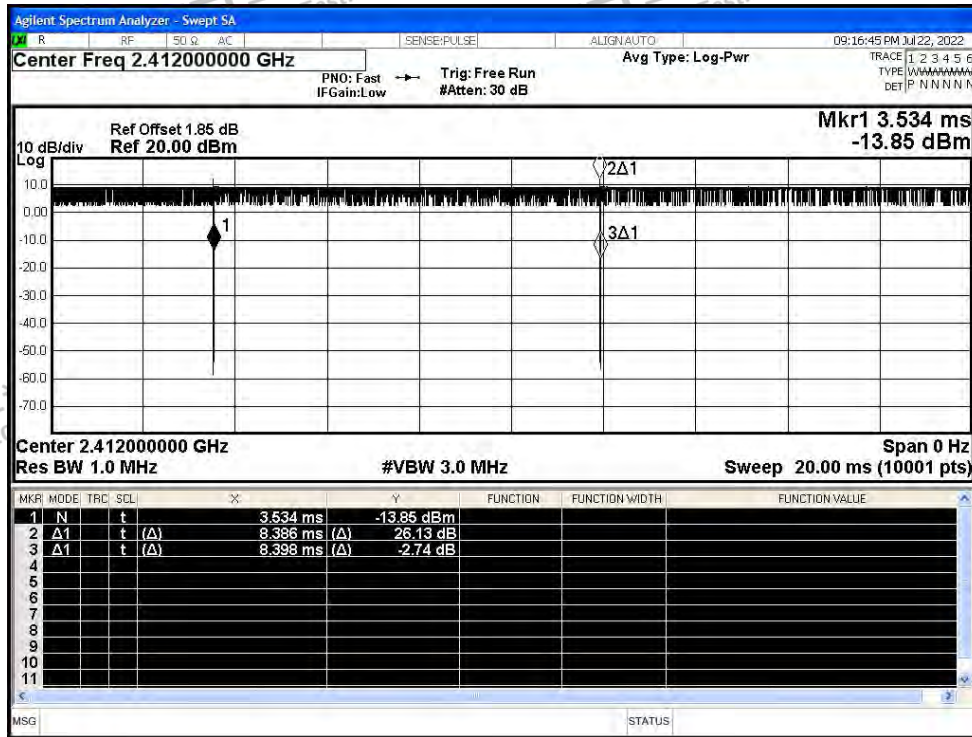 Agilent Spectrum Analyzer - Swept SA
LXI R RF 50 Ω AC SENSE:PULSE ALIGN AUTO 09:16:45 PM Jul 22, 2022
Center Freq 2.412000000 GHz
PNO: Fast
IFGain:Low
Trig: Free Run
#Atten: 30 dB
Avg Type: Log-Pwr
TRACE 1 2 3 4 5 6
TYPE
DET P N N N N N
Mkr1 3.534 ms
-13.85 dBm
Ref Offset 1.85 dB
10 dB/div Ref 20.00 dBm
Log
10.0
0.00
-10.0
-20.0
-30.0
-40.0
-50.0
-60.0
-70.0
1
2Δ1
3Δ1
Center 2.412000000 GHz Span 0 Hz
Res BW 1.0 MHz #VBW 3.0 MHz Sweep 20.00 ms (10001 pts)
MKR MODE TRC SCL X Y FUNCTION FUNCTION WIDTH FUNCTION VALUE
1 N t 3.534 ms -13.85 dBm
2 Δ1 t (Δ) 8.386 ms (Δ) 26.13 dB
3 Δ1 t (Δ) 8.398 ms (Δ) -2.74 dB
4
5
6
7
8
9
10
11
MSG STATUS